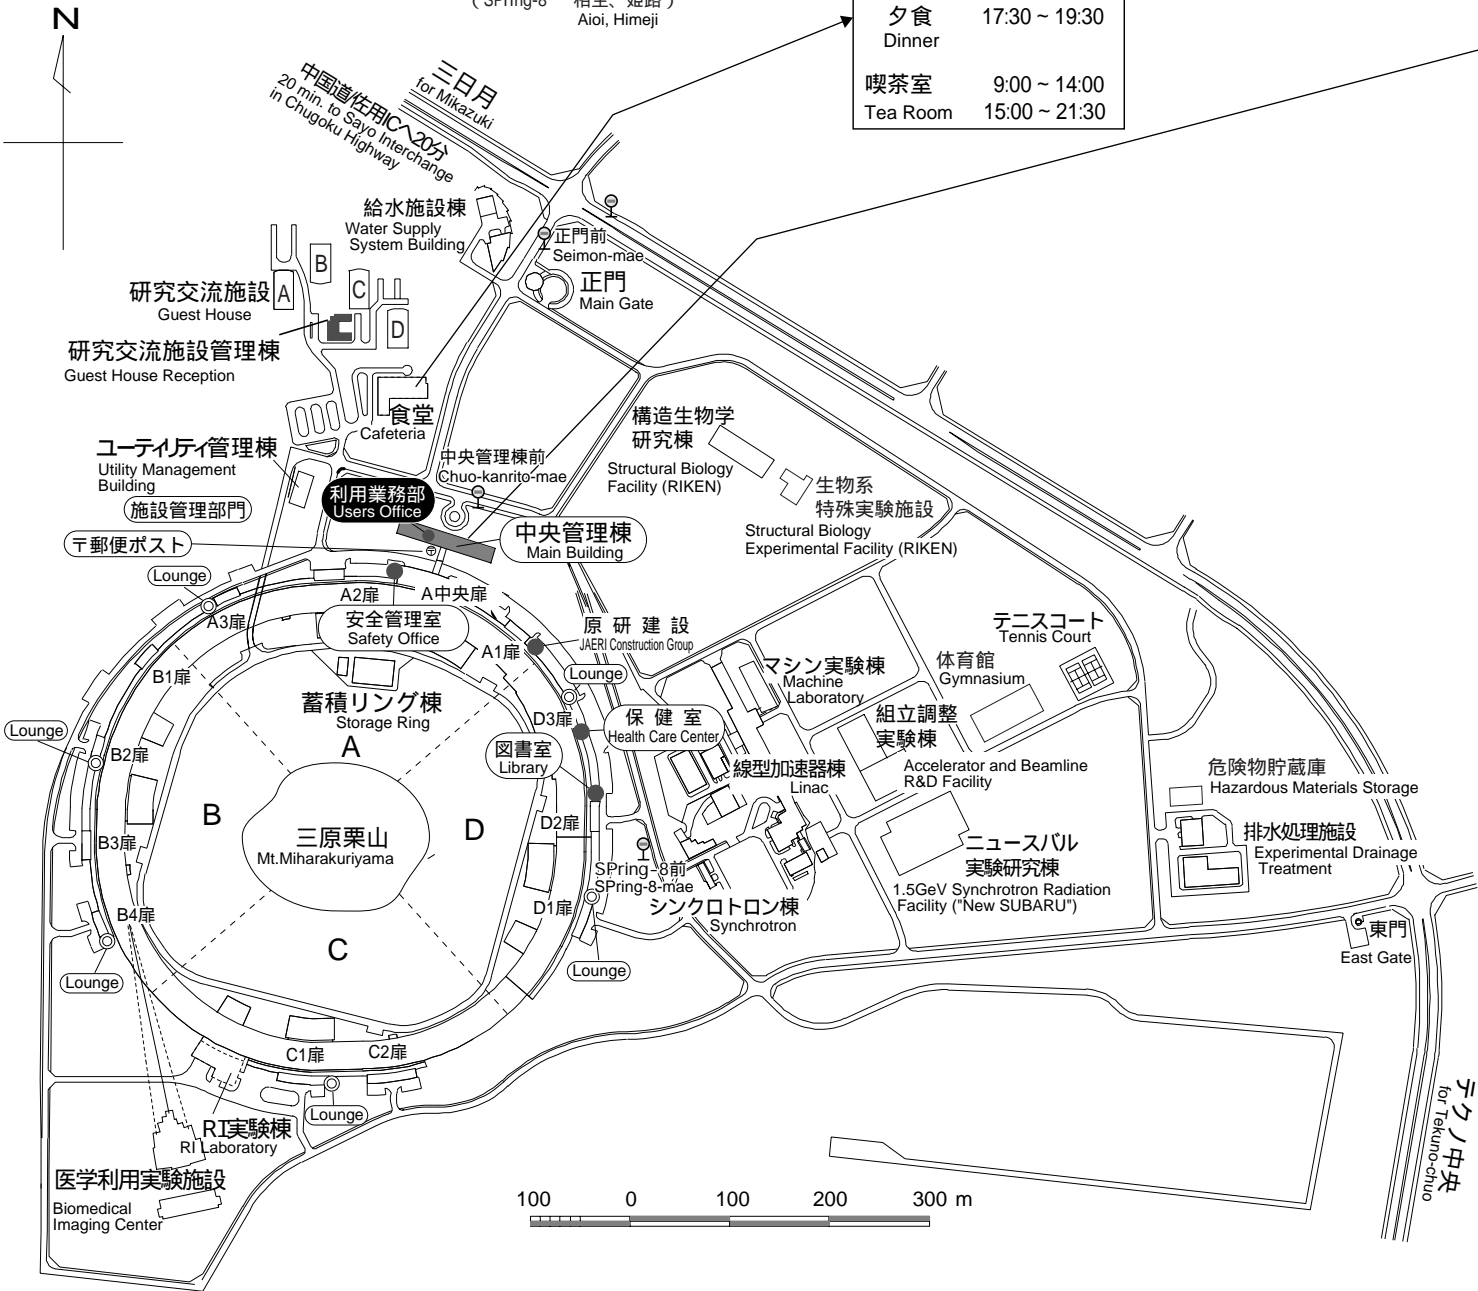 N
（SPring-8 相生、姫路）
Aioi, Himeji
夕食 17:30 ~ 19:30
Dinner
喫茶室 9:00 ~ 14:00
Tea Room 15:00 ~ 21:30
三日月
for Mikazuki
中国道佐用ICへ20分
20 min. to Sayo Interchange
in Chugoku Highway
給水施設棟
Water Supply
System Building
正門前
Seimon-mae
正門
Main Gate
B
A
C
D
研究交流施設
Guest House
研究交流施設管理棟
Guest House Reception
食堂
Cafeteria
ユーティリティ管理棟
Utility Management
Building
施設管理部門
〒郵便ポスト
中央管理棟前
Chuo-kanrito-mae
利用業務部
Users Office
中央管理棟
Main Building
構造生物学
研究棟
Structural Biology
Facility (RIKEN)
生物系
特殊実験施設
Structural Biology
Experimental Facility (RIKEN)
Lounge
A3扉
A2扉
A中央扉
安全管理室
Safety Office
A1扉
原研建設
JAERI Construction Group
Lounge
B1扉
蓄積リング棟
Storage Ring
A
D3扉
保健室
Health Care Center
図書室
Library
マシン実験棟
Machine
Laboratory
テニスコート
Tennis Court
体育館
Gymnasium
組立調整
実験棟
Accelerator and Beamline
R&D Facility
線型加速器棟
Linac
危険物貯蔵庫
Hazardous Materials Storage
排水処理施設
Experimental Drainage
Treatment
Lounge
B2扉
B
三原栗山
Mt.Miharakuriyama
D
D2扉
B3扉
SPring-8前
SPring-8-mae
ニュースバル
実験研究棟
1.5GeV Synchrotron Radiation
Facility ("New SUBARU")
シンクロトロン棟
Synchrotron
D1扉
B4扉
C
東門
East Gate
Lounge
Lounge
C1扉
C2扉
Lounge
RI実験棟
RI Laboratory
医学利用実験施設
Biomedical
Imaging Center
テクノ中央
for Tekuno-chuo
100 0 100 200 300 m